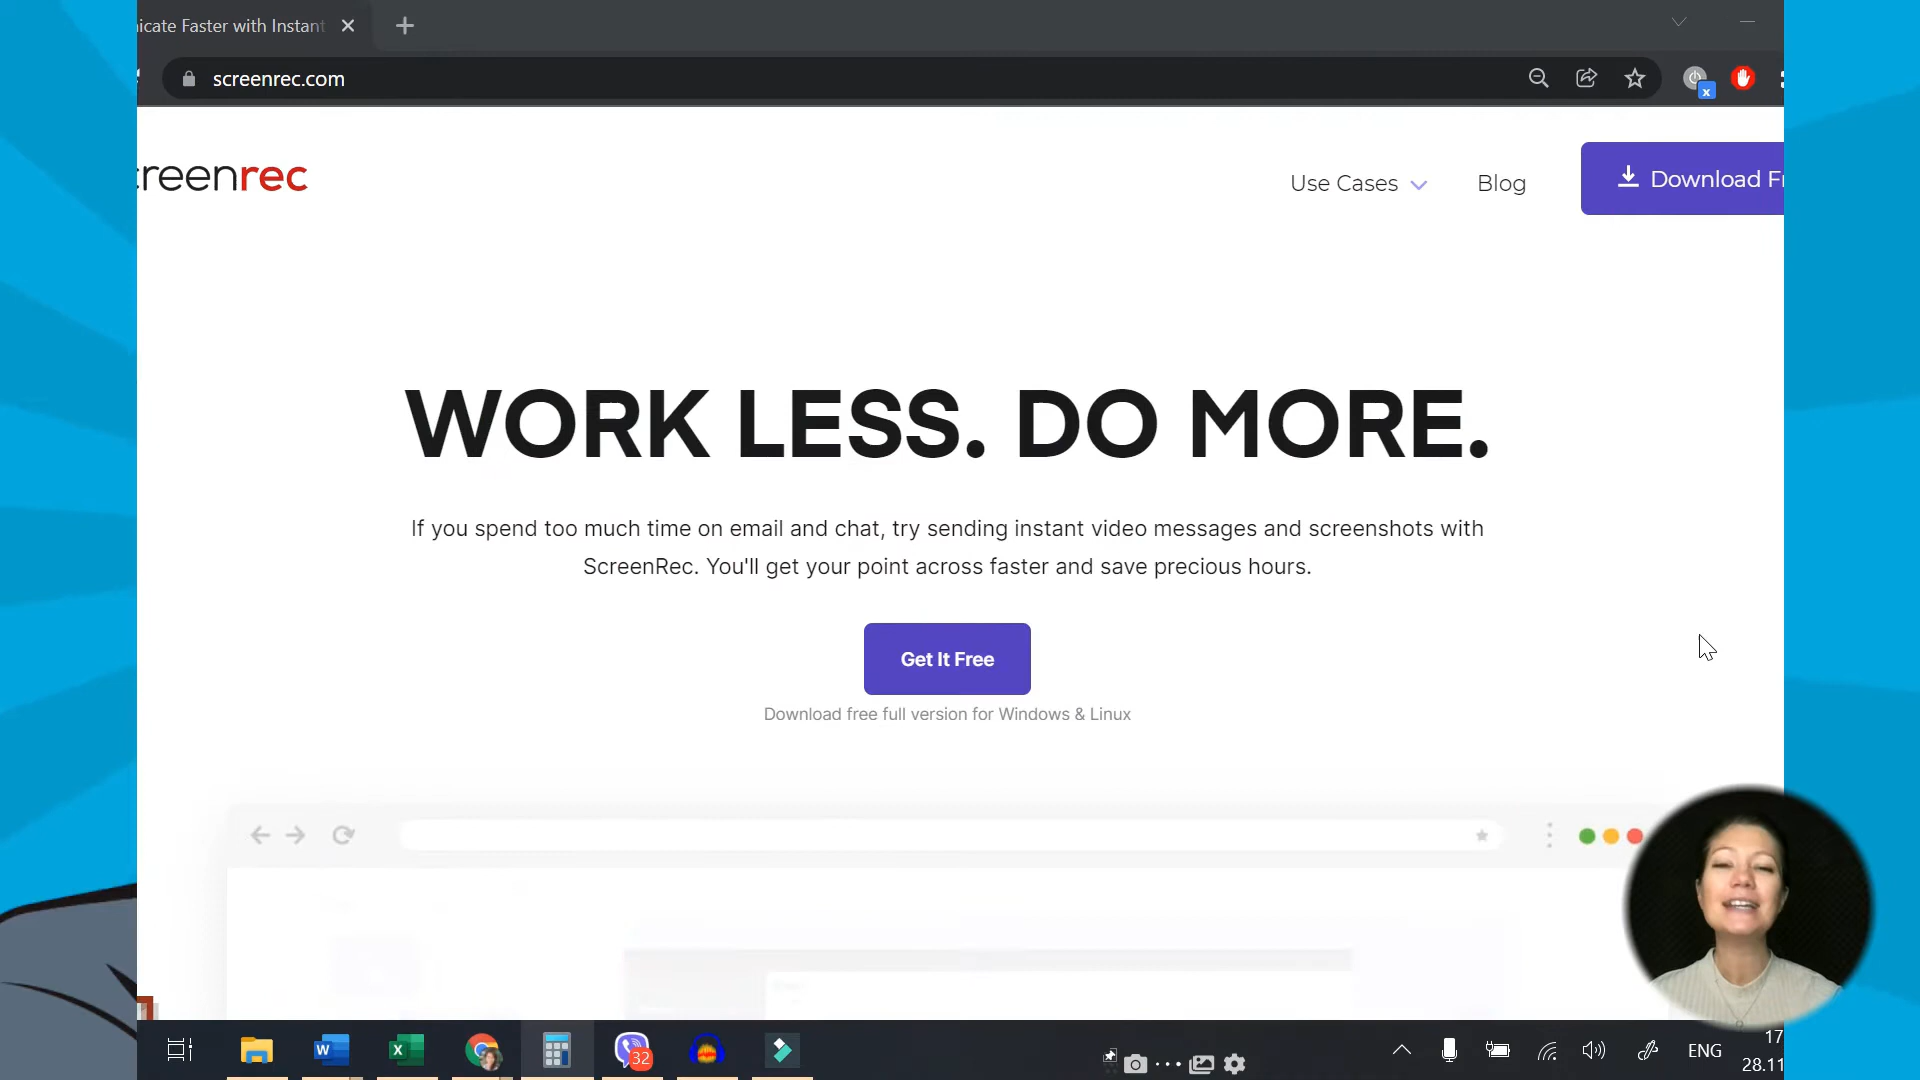 icate Faster with Instant
screenrec.com
creenrec
Use Cases
Blog
Download Fr
WORK LESS. DO MORE.
If you spend too much time on email and chat, try sending instant video messages and screenshots with
ScreenRec. You'll get your point across faster and save precious hours.
Get It Free
Download free full version for Windows & Linux
32
ENG
17
28.11